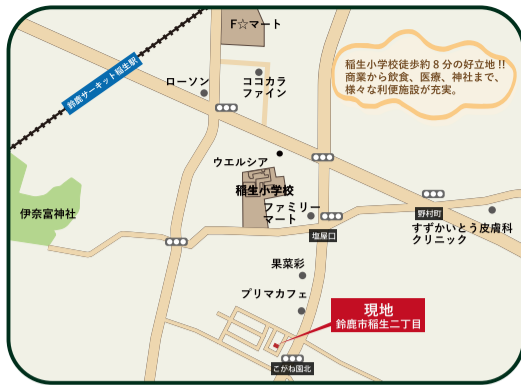 F☆マート
稲生小学校徒歩約8分の好立地!!
商業から飲食、医療、神社まで、
様々な利便施設が充実。
鈴鹿サーキット稲生駅
ローソン
ココカラ
ファイン
ウエルシア
稲生小学校
伊奈冨神社
ファミリー
マート
野村町
塩屋口
すずかいとう皮膚科
クリニック
果菜彩
プリマカフェ
現地
鈴鹿市稲生二丁目
こがね園北